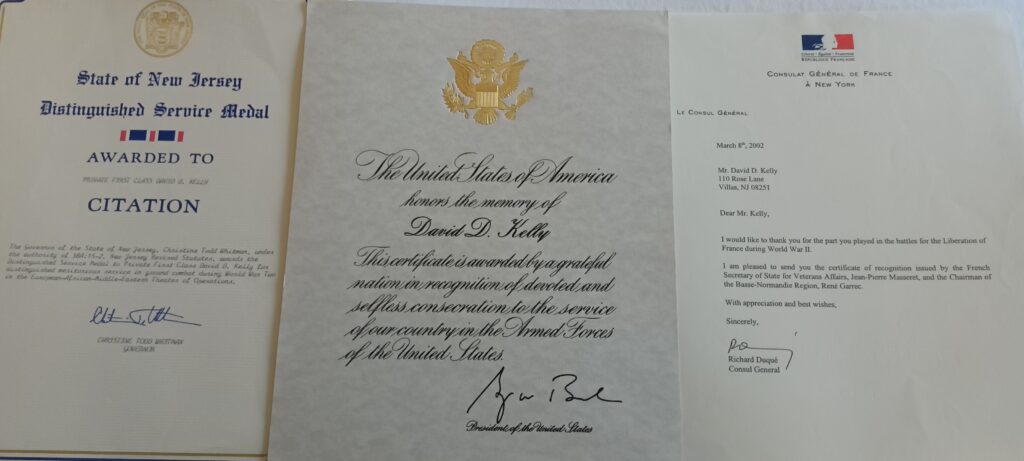 State of New Jersey
Distinguished Service Medal
AWARDED TO
PRIVATE FIRST CLASS DAVID D. KELLY
CITATION
The Governor of the State of New Jersey, Christine Todd Whitman, under
the authority of 38A:15-2, New Jersey Revised Statutes, awards the
Distinguished Service Medal to Private First Class David D. Kelly for
distinguished meritorious service in ground combat during World War Two
in the European-African-Middle-Eastern Theater of Operations.
CHRISTINE TODD WHITMAN
GOVERNOR
The United States of America
honors the memory of
David D. Kelly
This certificate is awarded by a grateful
nation in recognition of devoted and
selfless consecration to the service
of our country in the Armed Forces
of the United States.
President of the United States
Liberté • Égalité • Fraternité
RÉPUBLIQUE FRANÇAISE
CONSULAT GÉNÉRAL DE FRANCE
À NEW YORK
LE CONSUL GÉNÉRAL
March 8th, 2002
Mr. David D. Kelly
110 Rose Lane
Villas, NJ 08251
Dear Mr. Kelly,
I would like to thank you for the part you played in the battles for the Liberation of
France during World War II.
I am pleased to send you the certificate of recognition issued by the French
Secretary of State for Veterans Affairs, Jean-Pierre Masseret, and the Chairman of
the Basse-Normandie Region, René Garrec.
With appreciation and best wishes,
Sincerely,
Richard Duqué
Consul General